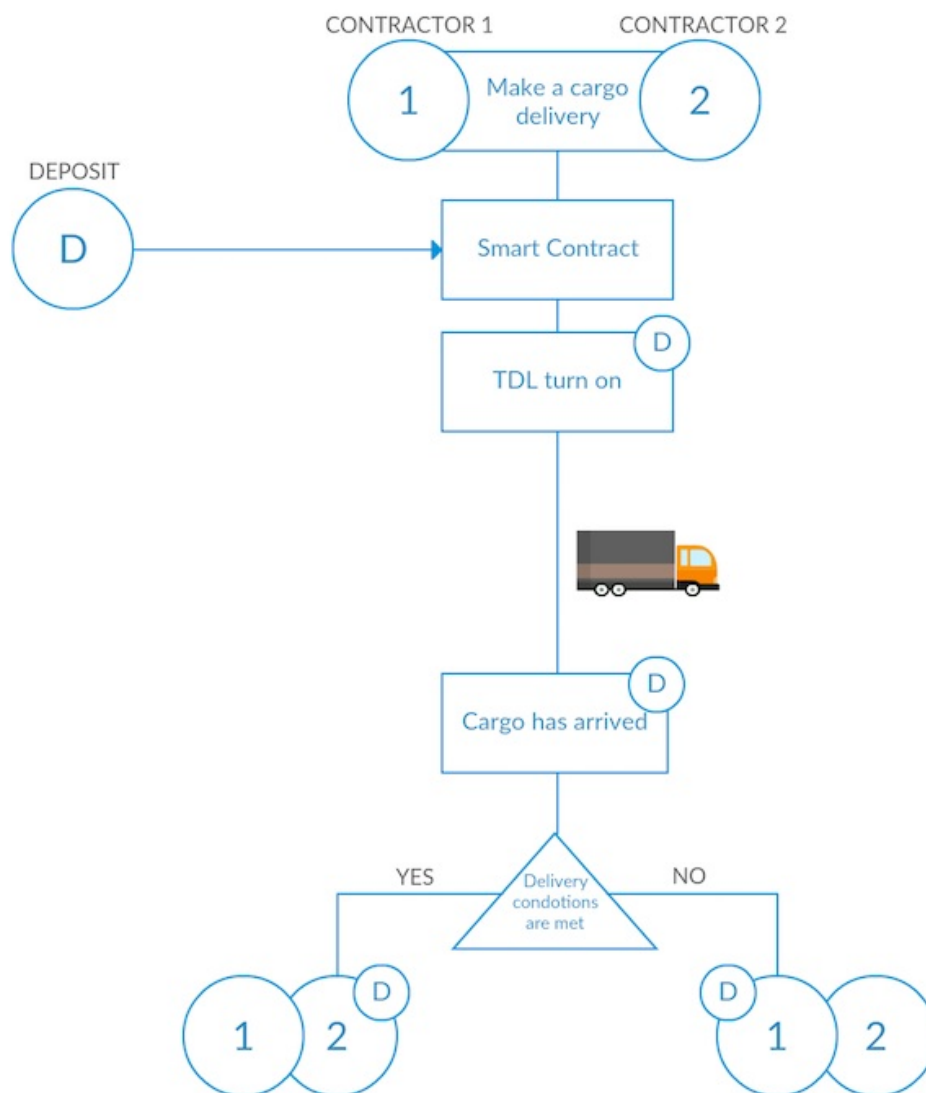 CONTRACTOR 1
CONTRACTOR 2
1
Make a cargo
delivery
2
DEPOSIT
D
Smart Contract
D
TDL turn on
D
Cargo has arrived
YES
Delivery
condotions
are met
NO
1
2
D
D
1
2